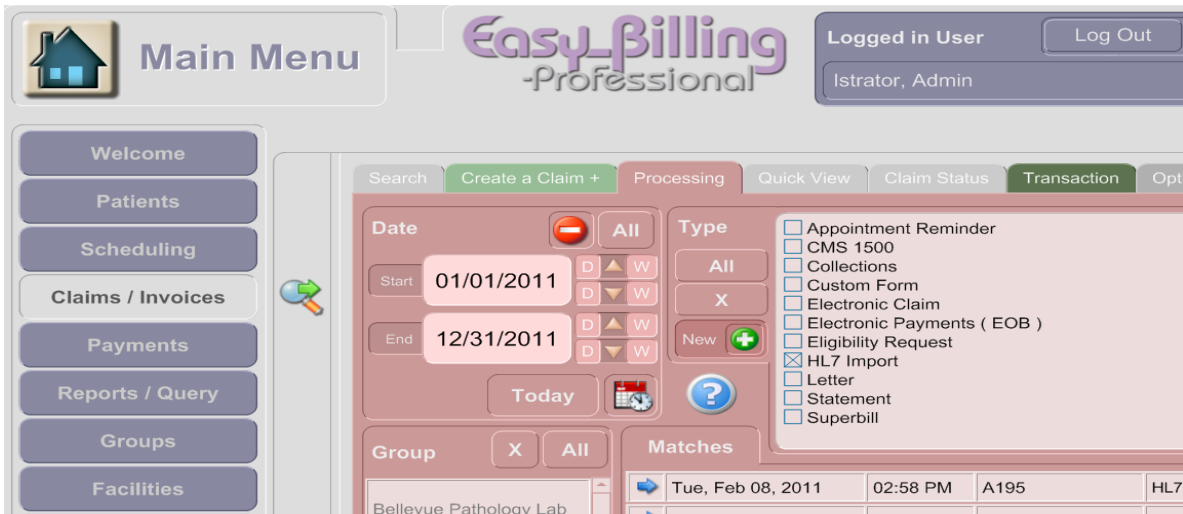 Main Menu
Easy-Billing
-Professional
Logged in User
Log Out
Istrator, Admin
Welcome
Patients
Scheduling
Claims / Invoices
Payments
Reports / Query
Groups
Facilities
Search
Create a Claim +
Processing
Quick View
Claim Status
Transaction
Opt
Date
All
Start
01/01/2011
D
W
D
W
End
12/31/2011
D
W
D
W
Today
Type
All
X
New
Appointment Reminder
CMS 1500
Collections
Custom Form
Electronic Claim
Electronic Payments ( EOB )
Eligibility Request
HL7 Import
Letter
Statement
Superbill
Group
X
All
Bellevue Pathology Lab
Matches
Tue, Feb 08, 2011
02:58 PM
A195
HL7